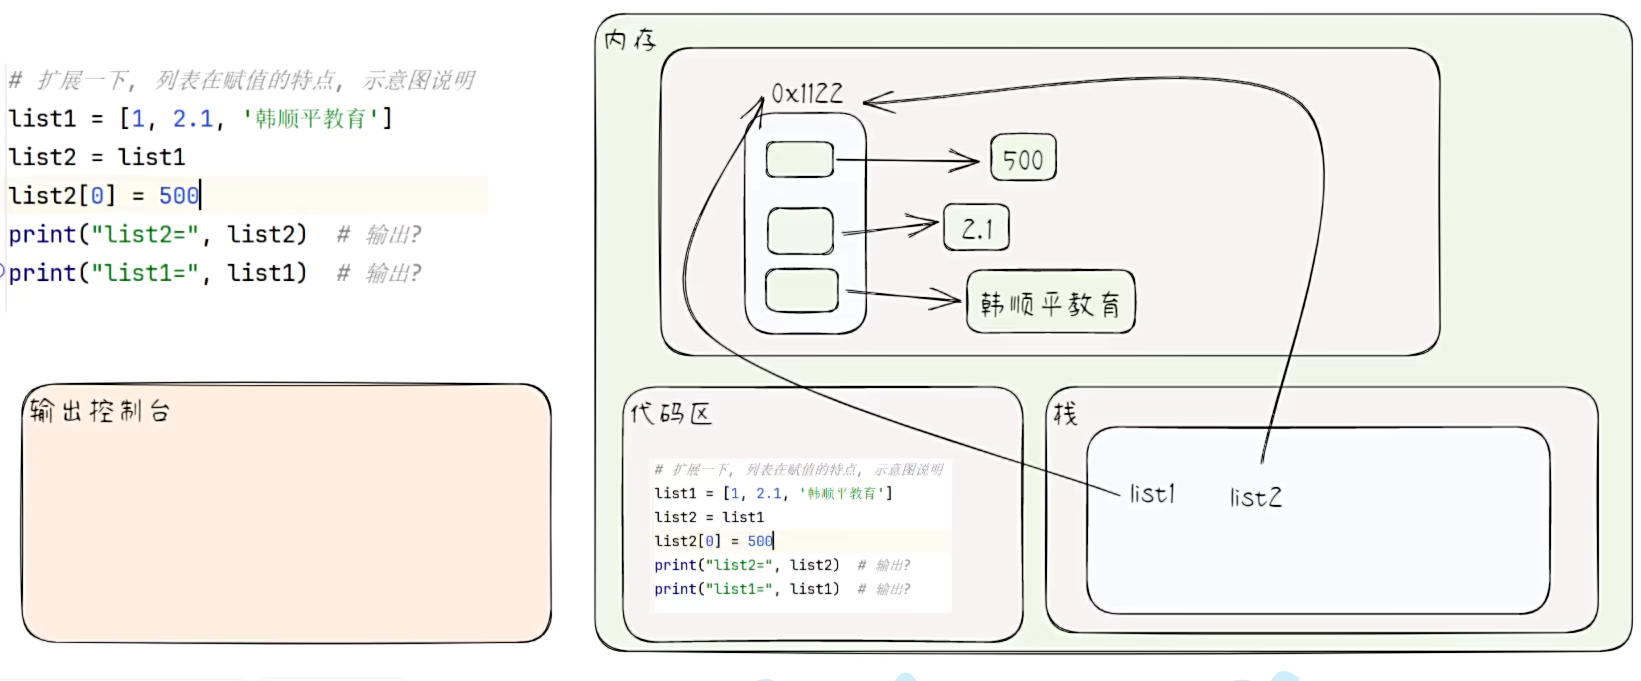 # 扩展一下, 列表在赋值的特点, 示意图说明
list1 = [1, 2.1, '韩顺平教育']
list2 = list1
list2[0] = 500
print("list2=", list2)  # 输出?
print("list1=", list1)  # 输出?
输出控制台
内存
0x1122
500
2.1
韩顺平教育
代码区
# 扩展一下, 列表在赋值的特点, 示意图说明
list1 = [1, 2.1, '韩顺平教育']
list2 = list1
list2[0] = 500
print("list2=", list2)  # 输出?
print("list1=", list1)  # 输出?
栈
list1
list2